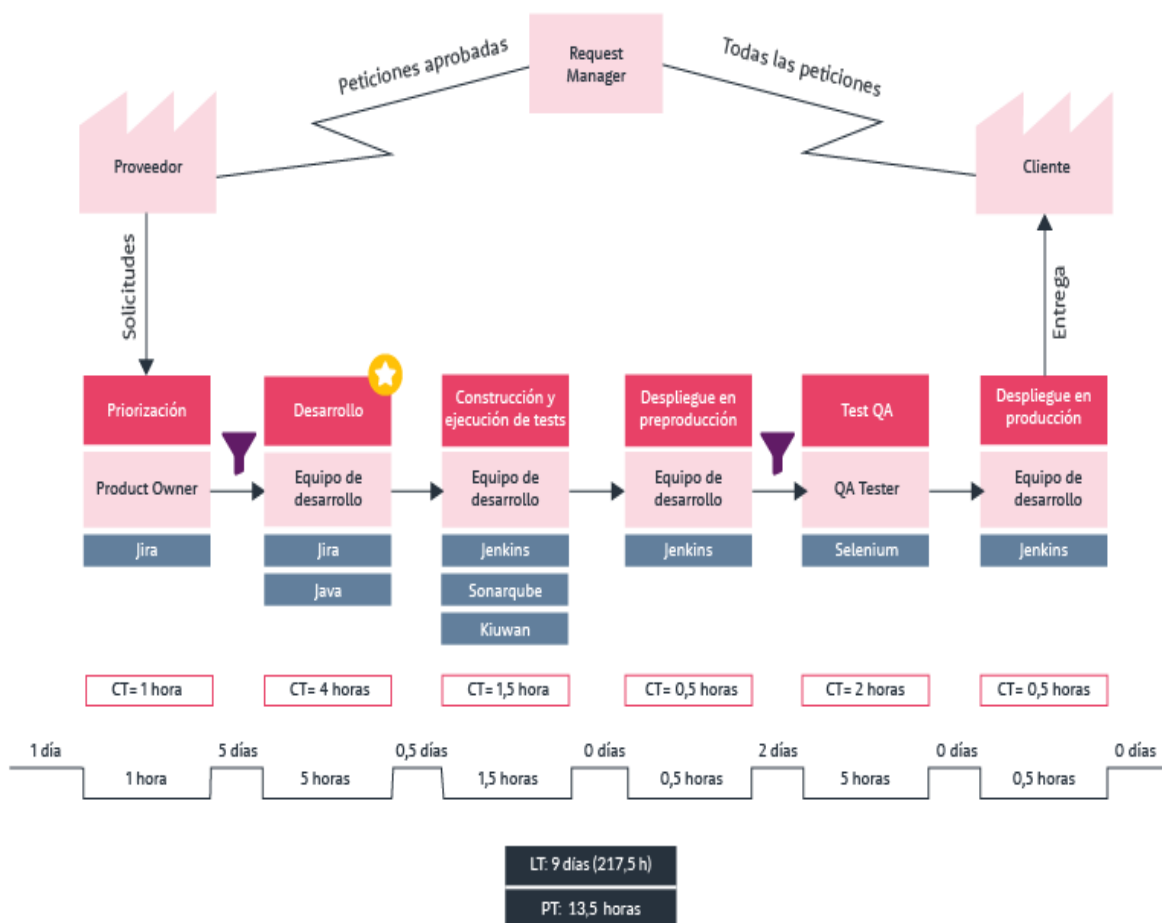 Request
Manager
Peticiones aprobadas
Todas las peticiones
Proveedor
Cliente
Solicitudes
Entrega
Priorización
Desarrollo
Construcción y
ejecución de tests
Despliegue en
preproducción
Test QA
Despliegue en
producción
Product Owner
Equipo de
desarrollo
Equipo de
desarrollo
Equipo de
desarrollo
QA Tester
Equipo de
desarrollo
Jira
Jira
Jenkins
Jenkins
Selenium
Jenkins
Java
Sonarqube
Kiuwan
CT= 1 hora
CT= 4 horas
CT= 1,5 hora
CT= 0,5 horas
CT= 2 horas
CT= 0,5 horas
1 día
5 días
0,5 días
0 días
2 días
0 días
0 días
1 hora
5 horas
1,5 horas
0,5 horas
5 horas
0,5 horas
LT: 9 días (217,5 h)
PT: 13,5 horas